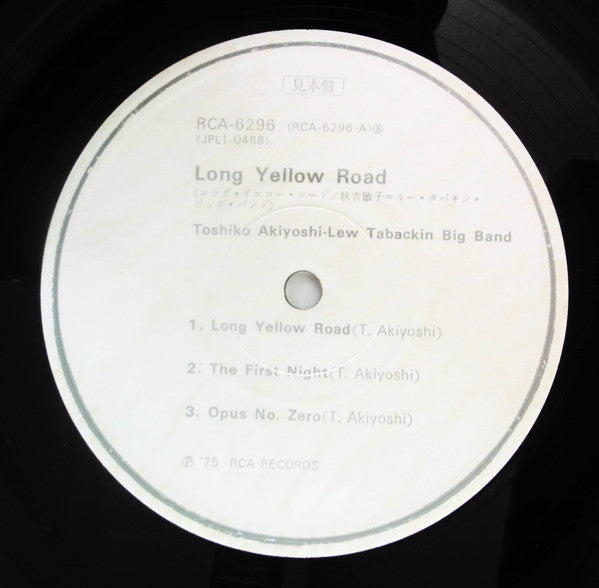 見本盤
RCA-6296 (RCA-6296-A)Ⓢ
(JPL1-0468)
Long Yellow Road
(ロング・イエロー・ロード/秋吉敏子=ルー・タバキン・
ビッグ・バンド)
Toshiko Akiyoshi-Lew Tabackin Big Band
1. Long Yellow Road(T. Akiyoshi)
2. The First Night(T. Akiyoshi)
3. Opus No. Zero(T. Akiyoshi)
℗ '75 RCA RECORDS